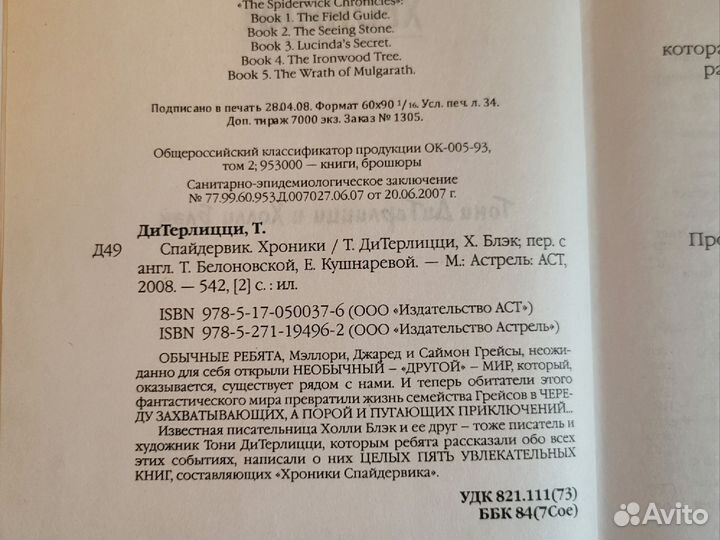 «The Spiderwick Chronicles»:
Book 1. The Field Guide.
Book 2. The Seeing Stone.
Book 3. Lucinda's Secret.
Book 4. The Ironwood Tree.
Book 5. The Wrath of Mulgarath.
Подписано в печать 28.04.08. Формат 60x90 1/16. Усл. печ. л. 34.
Доп. тираж 7000 экз. Заказ № 1305.
Общероссийский классификатор продукции ОК-005-93,
том 2; 953000 — книги, брошюры
Санитарно-эпидемиологическое заключение
№ 77.99.60.953.Д.007027.06.07 от 20.06.2007 г.
ДиТерлицци, Т.
Д49 Спайдервик. Хроники / Т. ДиТерлицци, Х. Блэк; пер. с
англ. Т. Белоновской, Е. Кушнаревой. — М.: Астрель: АСТ,
2008. — 542, [2] с.: ил.
ISBN 978-5-17-050037-6 (ООО «Издательство АСТ»)
ISBN 978-5-271-19496-2 (ООО «Издательство Астрель»)
ОБЫЧНЫЕ РЕБЯТА, Мэллори, Джаред и Саймон Грейсы, неожи-
данно для себя открыли НЕОБЫЧНЫЙ – «ДРУГОЙ» – МИР, который,
оказывается, существует рядом с нами. И теперь обитатели этого
фантастического мира превратили жизнь семейства Грейсов в ЧЕРЕ-
ДУ ЗАХВАТЫВАЮЩИХ, А ПОРОЙ И ПУГАЮЩИХ ПРИКЛЮЧЕНИЙ...
Известная писательница Холли Блэк и ее друг – тоже писатель и
художник Тони ДиТерлицци, которым ребята рассказали обо всех
этих событиях, написали о них ЦЕЛЫХ ПЯТЬ УВЛЕКАТЕЛЬНЫХ
КНИГ, составляющих «Хроники Спайдервика».
УДК 821.111(73)
ББК 84(7Сое)
котора
ра
Про
Avito